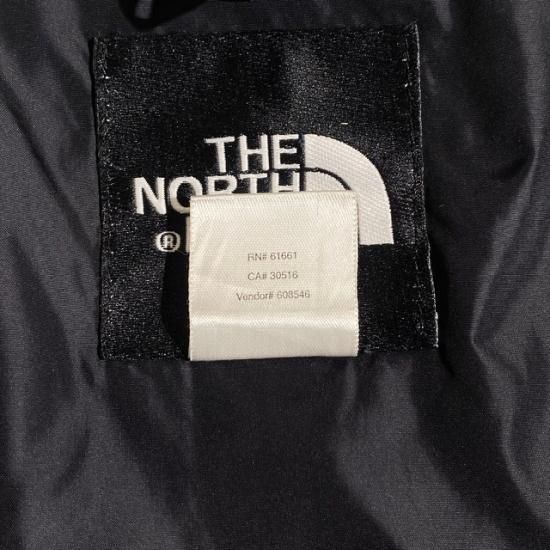 THE
NORTH
®
RN# 61661
CA# 30516
Vendor# 608546